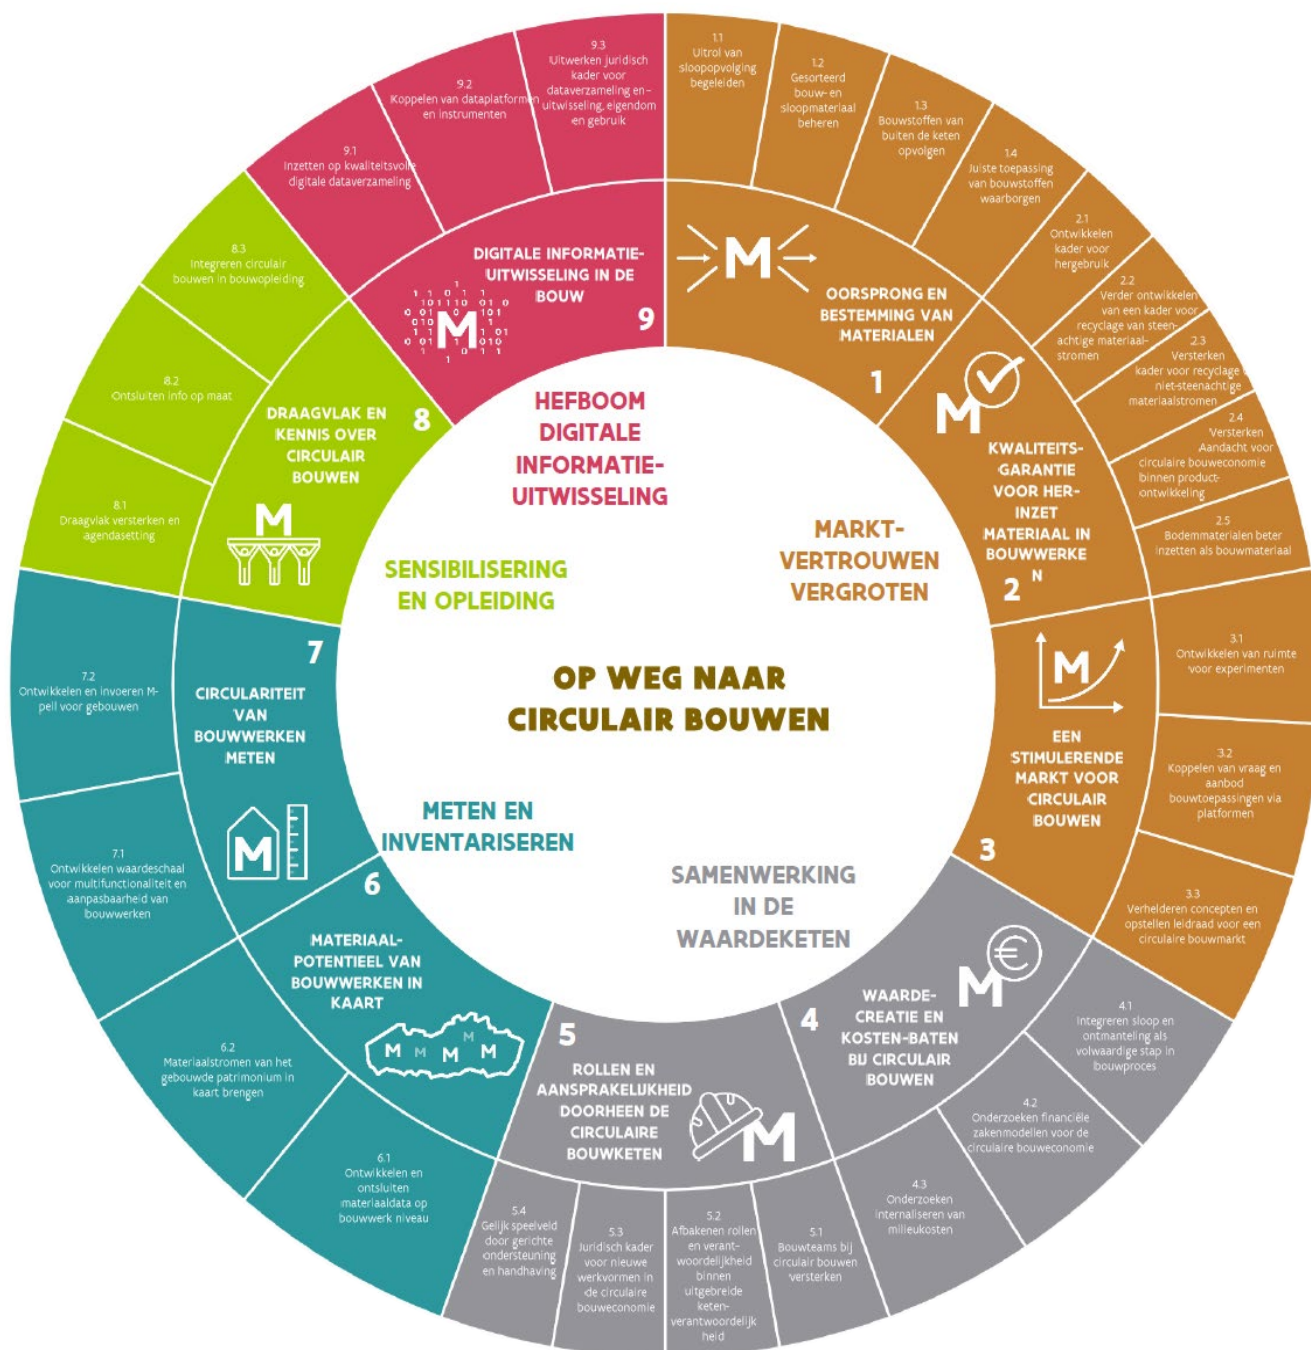 OP WEG NAAR
CIRCULAIR BOUWEN
MARKT-
VERTROUWEN
VERGROTEN
1
OORSPRONG EN
BESTEMMING VAN
MATERIALEN
M
1.1
Uitrol van
sloopopvolging
begeleiden
1.2
Gesorteerd
bouw- en
sloopmateriaal
beheren
1.3
Bouwstoffen van
buiten de keten
opvolgen
1.4
Juiste toepassing
van bouwstoffen
waarborgen
2
M
KWALITEITS-
GARANTIE
VOOR HER-
INZET
MATERIAAL IN
BOUWWERKE
N
2.1
Ontwikkelen
kader voor
hergebruik
2.2
Verder ontwikkelen
van een kader voor
recyclage van steen-
achtige materiaal-
stromen
2.3
Versterken
kader voor recyclage v
niet-steenachtige
materiaalstromen
2.4
Versterken
Aandacht voor
circulaire bouweconomie
binnen product-
ontwikkeling
2.5
Bodemmaterialen beter
inzetten als bouwmateriaal
3
M
EEN
STIMULERENDE
MARKT VOOR
CIRCULAIR
BOUWEN
3.1
Ontwikkelen van ruimte
voor experimenten
3.2
Koppelen van vraag en
aanbod
bouwtoepassingen via
platformen
3.3
Verhelderen concepten en
opstellen leidraad voor een
circulaire bouwmarkt
SAMENWERKING
IN DE
WAARDEKETEN
4
M €
WAARDE-
CREATIE EN
KOSTEN-BATEN
BIJ CIRCULAIR
BOUWEN
4.1
Integreren sloop en
ontmanteling als
volwaardige stap in
bouwproces
4.2
Onderzoeken financiële
zakenmodellen voor de
circulaire bouweconomie
4.3
Onderzoeken
internaliseren van
milieukosten
5
ROLLEN EN
AANSPRAKELIJKHEID
DOORHEEN DE
CIRCULAIRE
BOUWKETEN
M
5.1
Bouwteams bij
circulair bouwen
versterken
5.2
Afbakenen rollen
en verant-
woordelijkheid
binnen
uitgebreide
keten-
verantwoordelijk
heid
5.3
Juridisch kader
voor nieuwe
werkvormen in
de circulaire
bouweconomie
5.4
Gelijk speelveld
door gerichte
ondersteuning
en handhaving
METEN EN
INVENTARISEREN
6
MATERIAAL-
POTENTIEEL VAN
BOUWWERKEN IN
KAART
M M M M M
6.1
Ontwikkelen en
ontsluiten
materiaaldata op
bouwwerk niveau
6.2
Materiaalstromen van het
gebouwde patrimonium in
kaart brengen
7
CIRCULARITEIT
VAN
BOUWWERKEN
METEN
M
7.1
Ontwikkelen waardeschaal
voor multifunctionaliteit en
aanpasbaarheid van
bouwwerken
7.2
Ontwikkelen en invoeren M-
peil voor gebouwen
SENSIBILISERING
EN OPLEIDING
8
DRAAGVLAK EN
KENNIS OVER
CIRCULAIR
BOUWEN
M
8.1
Draagvlak versterken en
agendasetting
8.2
Ontsluiten info op maat
8.3
Integreren circulair
bouwen in bouwopleiding
HEFBOOM
DIGITALE
INFORMATIE-
UITWISSELING
9
DIGITALE INFORMATIE-
UITWISSELING IN DE
BOUW
M
9.1
Inzetten op kwaliteitsvolle
digitale dataverzameling
9.2
Koppelen van dataplatformen
en instrumenten
9.3
Uitwerken juridisch
kader voor
dataverzameling en-
uitwisseling, eigendom
en gebruik